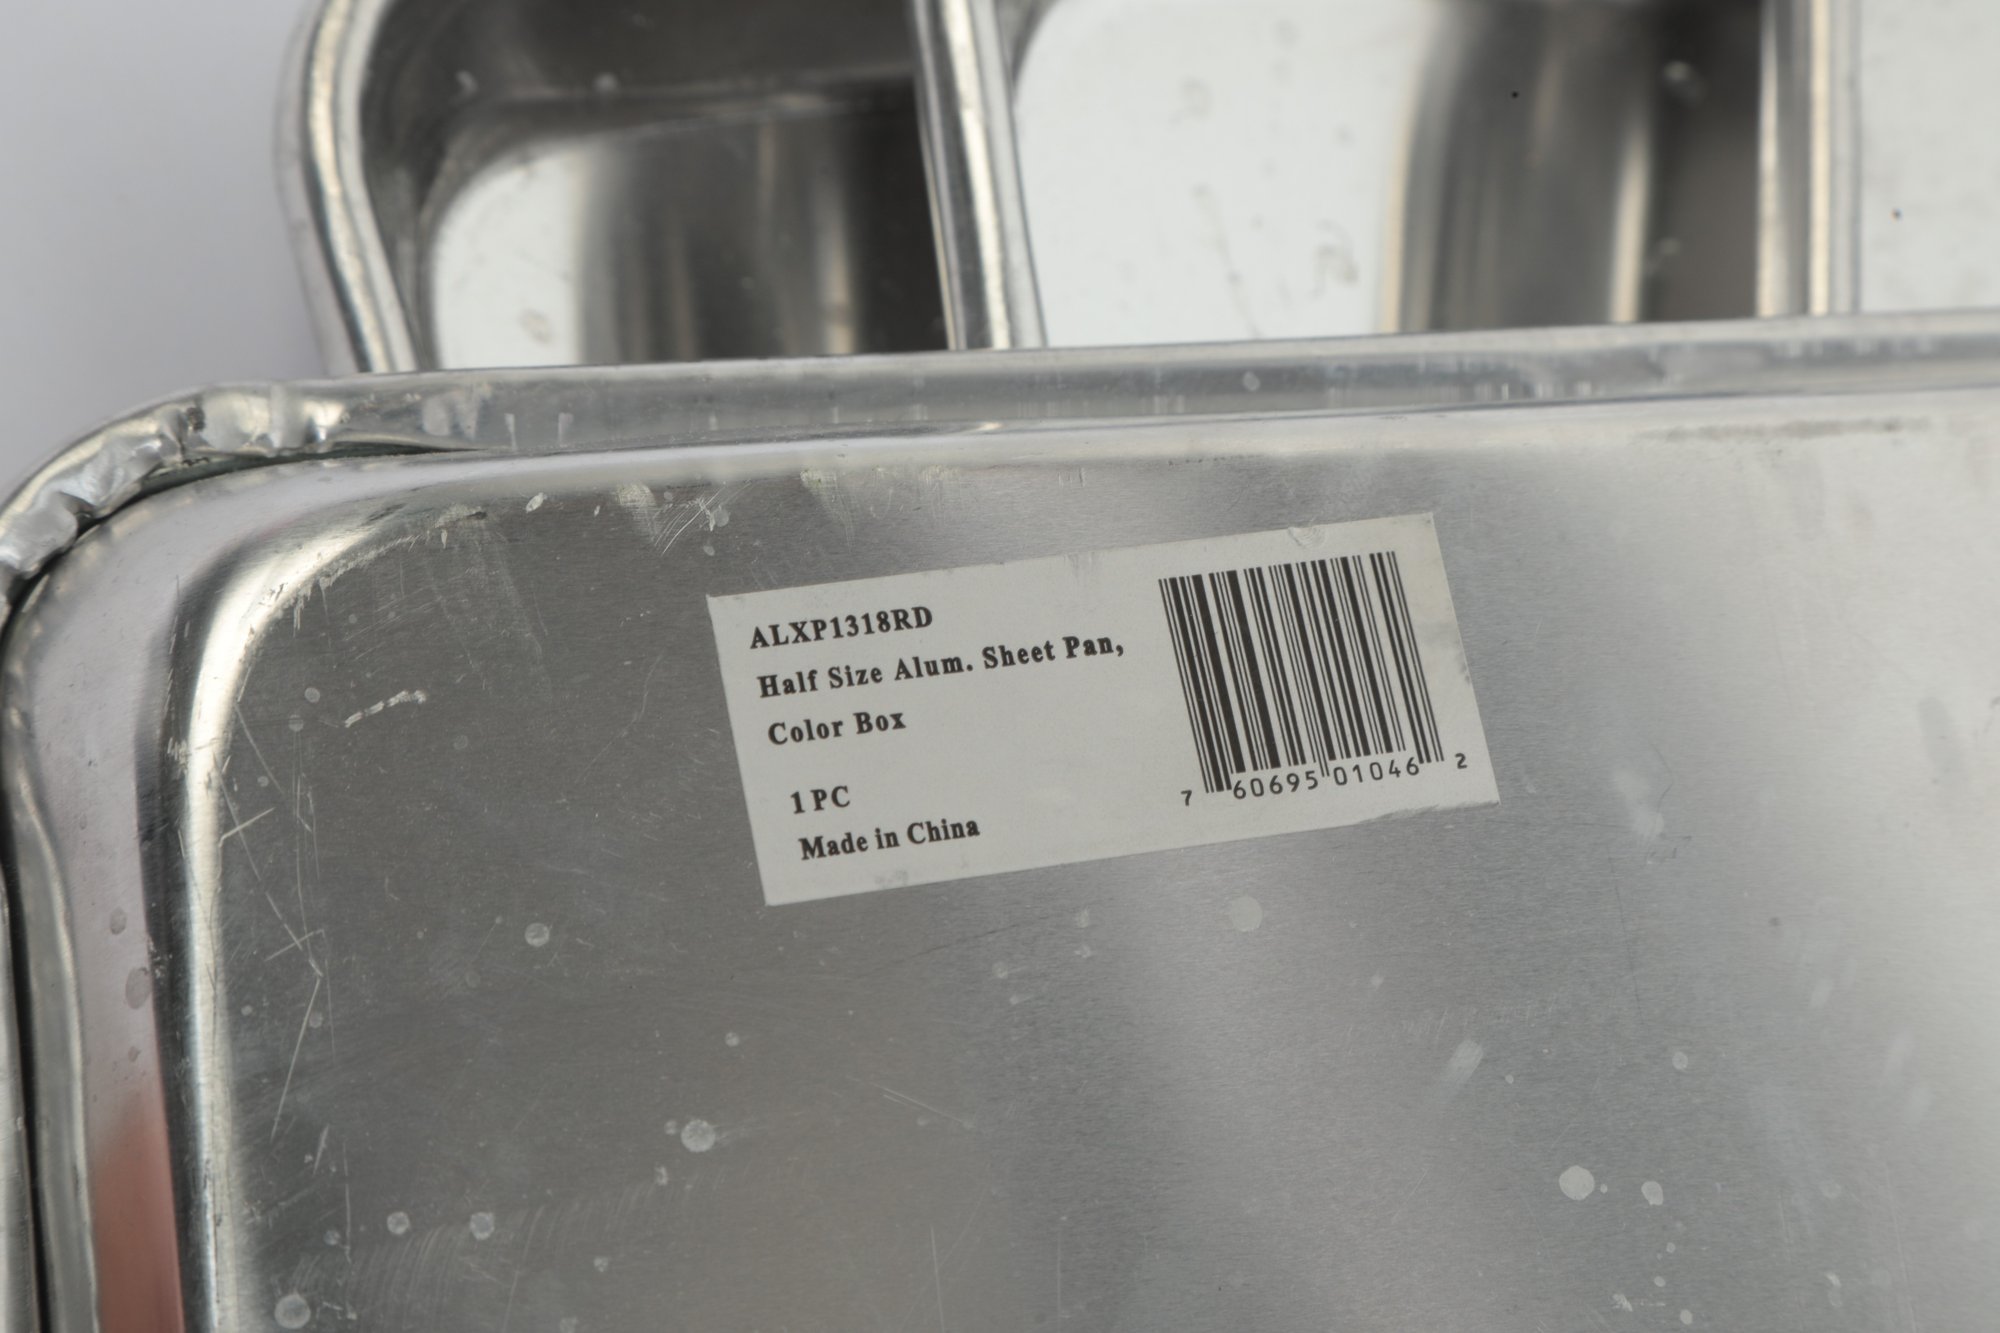 ALXP1318RD
Half Size Alum. Sheet Pan,
Color Box
1 PC
Made in China
7 60695 01046 2